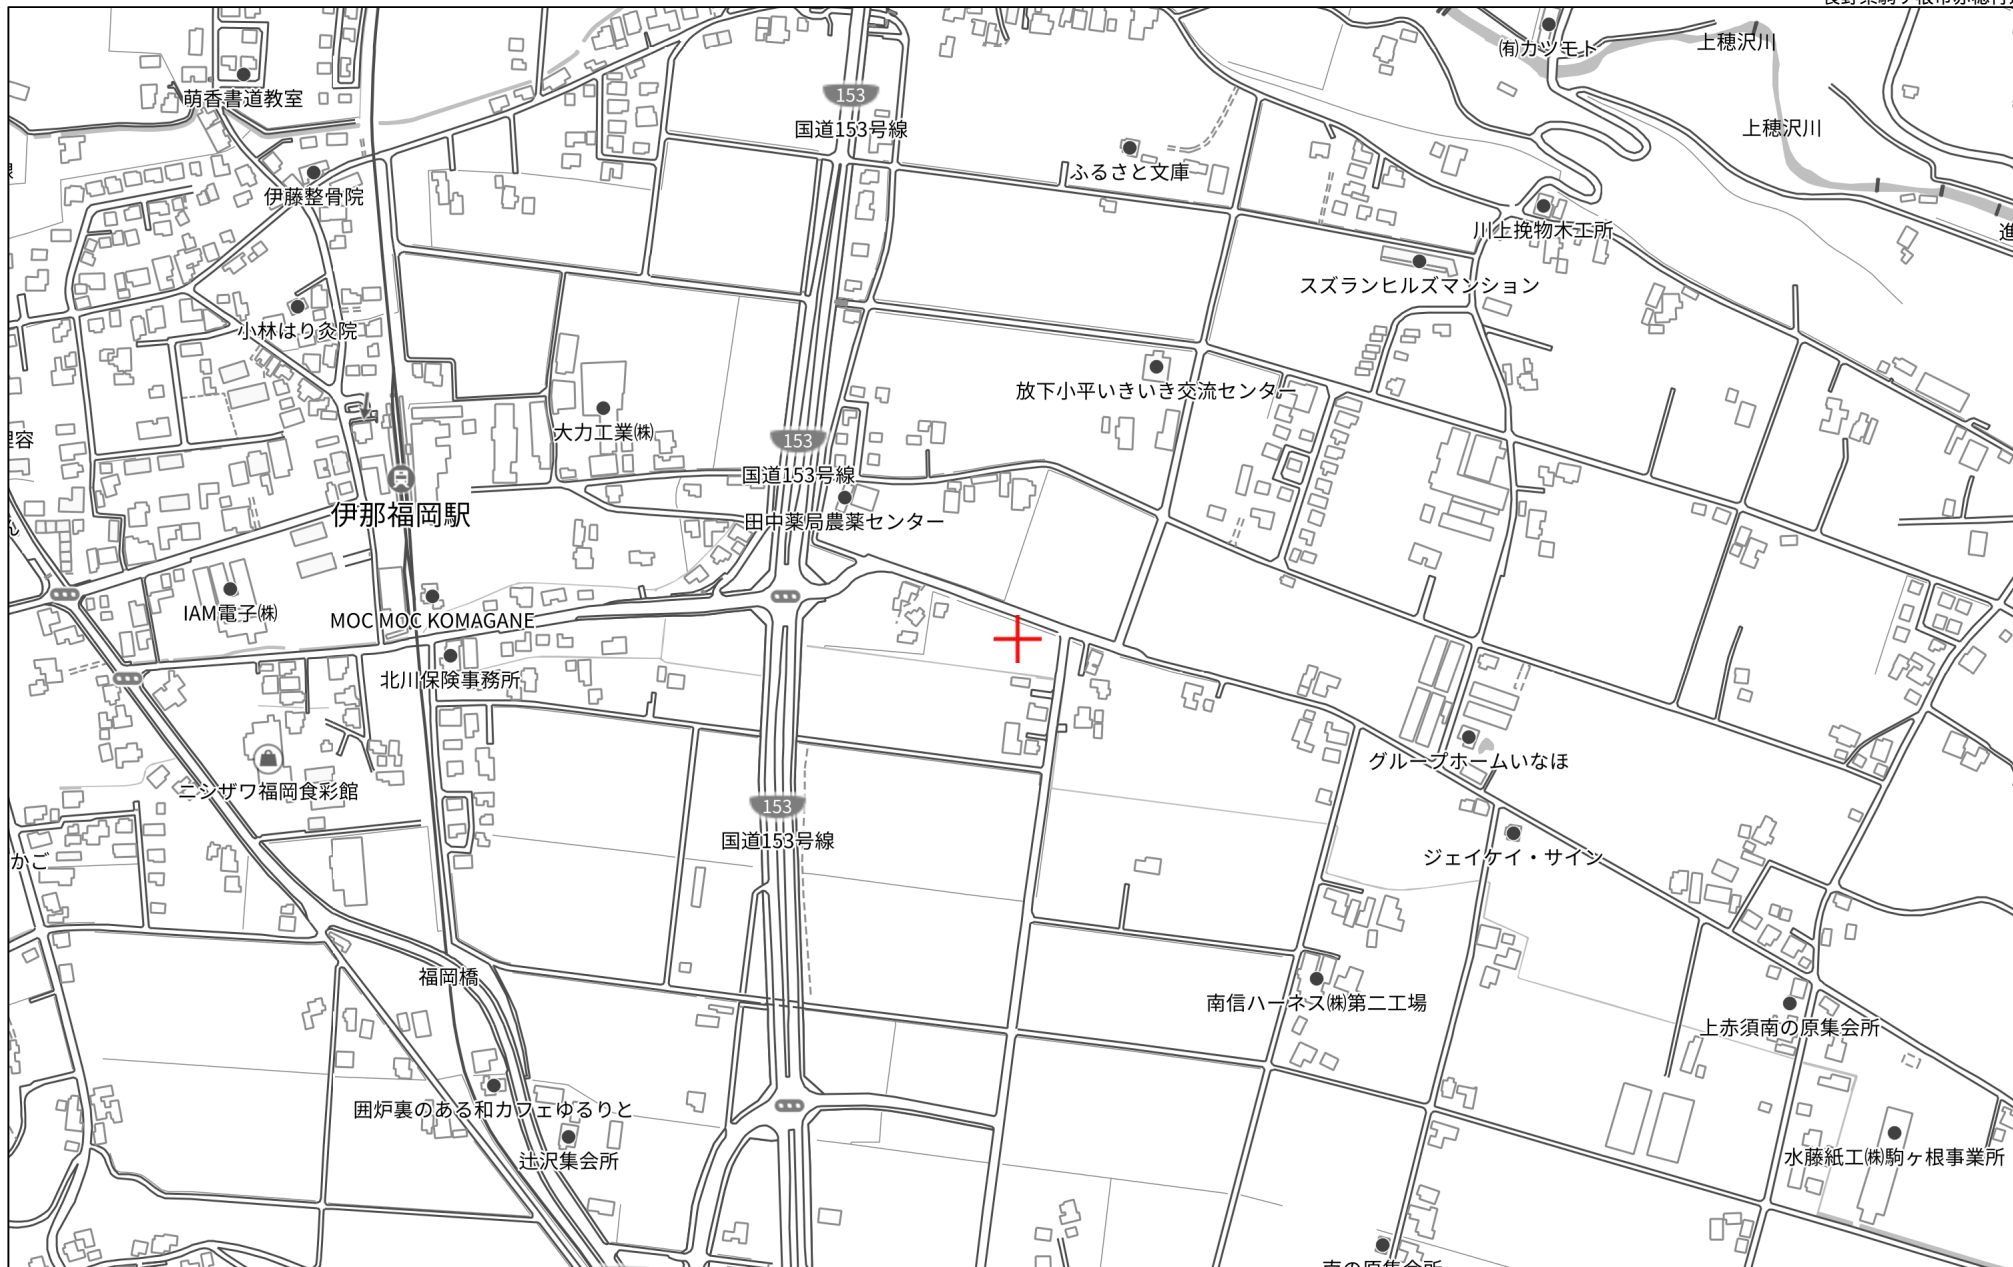 ㈲カツモト
上穂沢川
153
萌香書道教室
国道153号線
上穂沢川
ふるさと文庫
伊藤整骨院
川上挽物木工所
進
スズランヒルズマンション
小林はり灸院
放下小平いきいき交流センター
大力工業㈱
理容
153
国道153号線
伊那福岡駅
田中薬局農薬センター
IAM電子㈱
MOC MOC KOMAGANE
北川保険事務所
グループホームいなほ
ニシザワ福岡食彩館
153
国道153号線
かご
ジェイケイ・サイン
福岡橋
南信ハーネス㈱第二工場
上赤須南の原集会所
囲炉裏のある和カフェゆるりと
辻沢集会所
水藤紙工㈱駒ヶ根事業所
南の原集会所